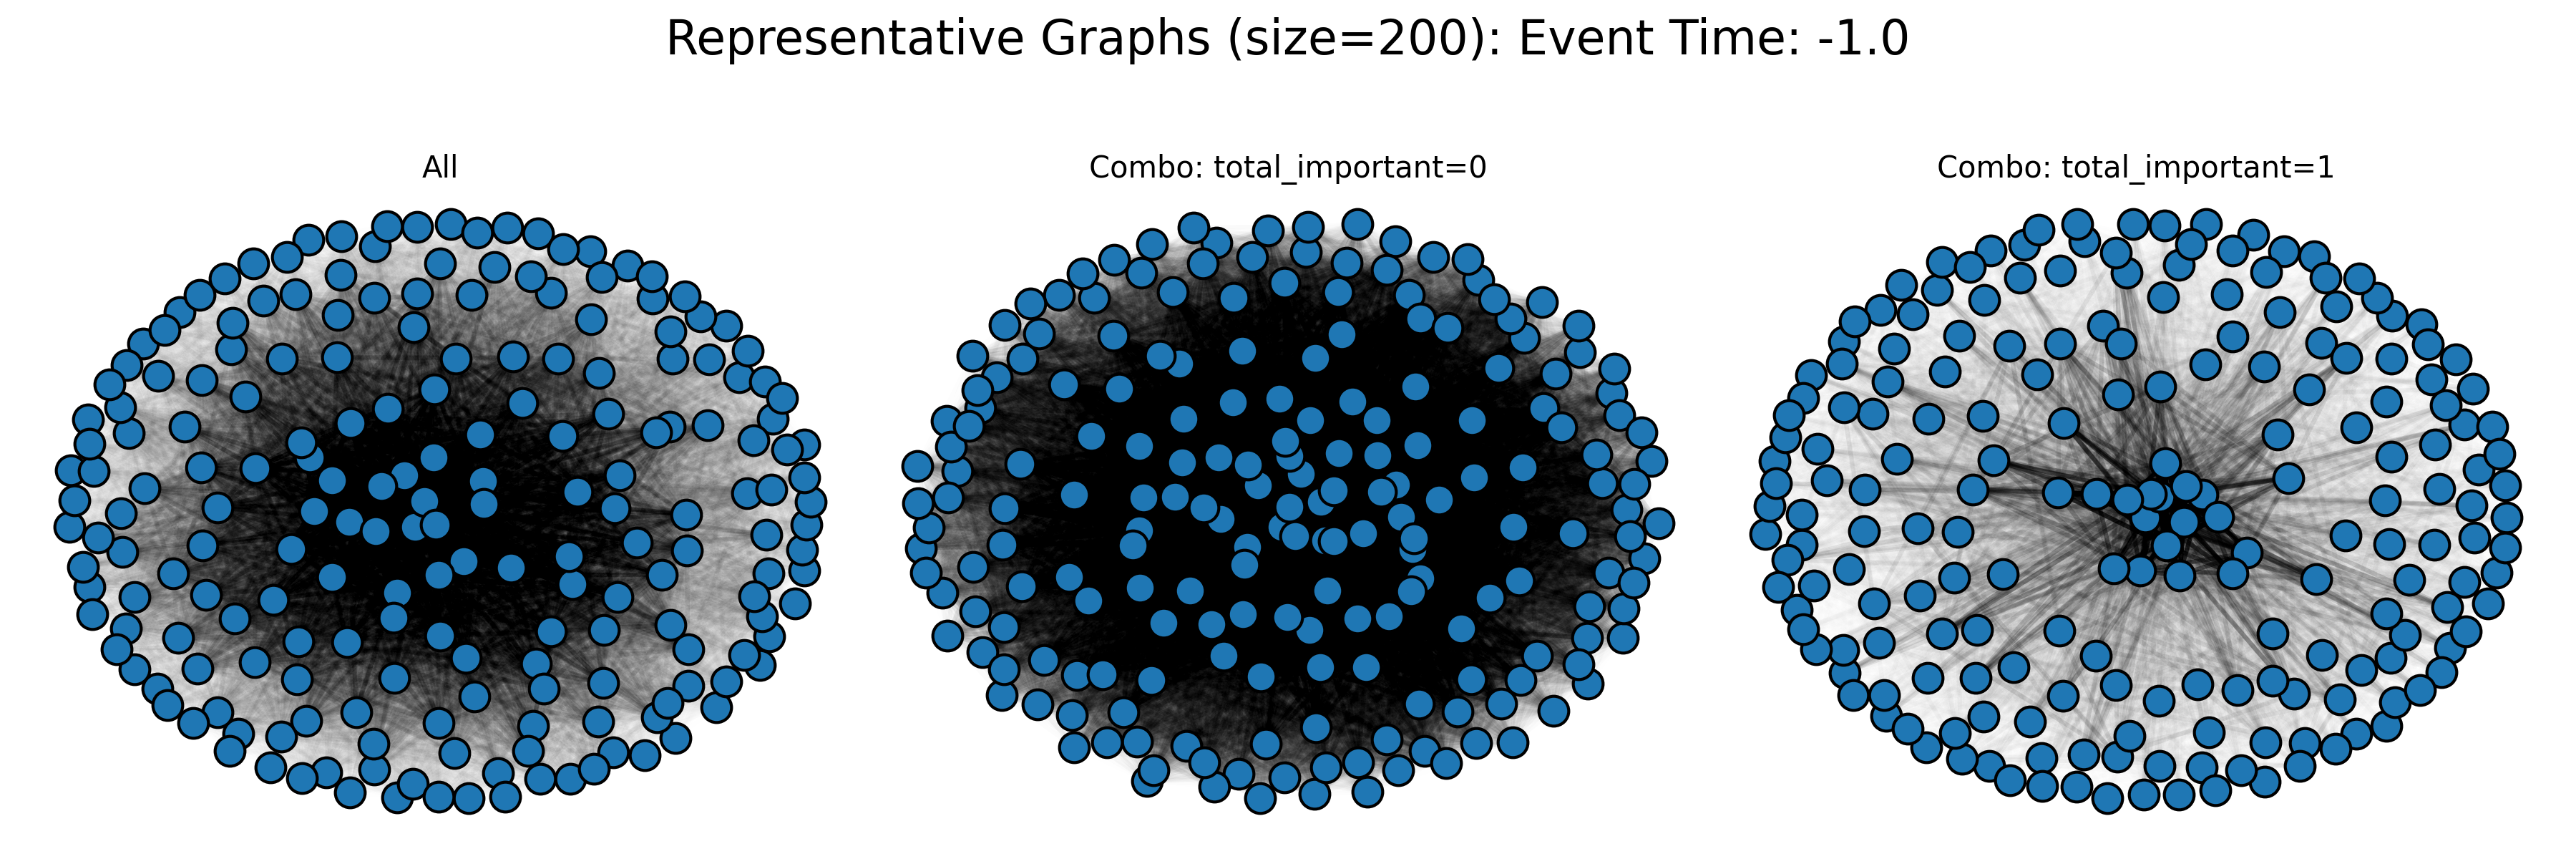 Representative Graphs (size=200): Event Time: -1.0
All
Combo: total_important=0
Combo: total_important=1